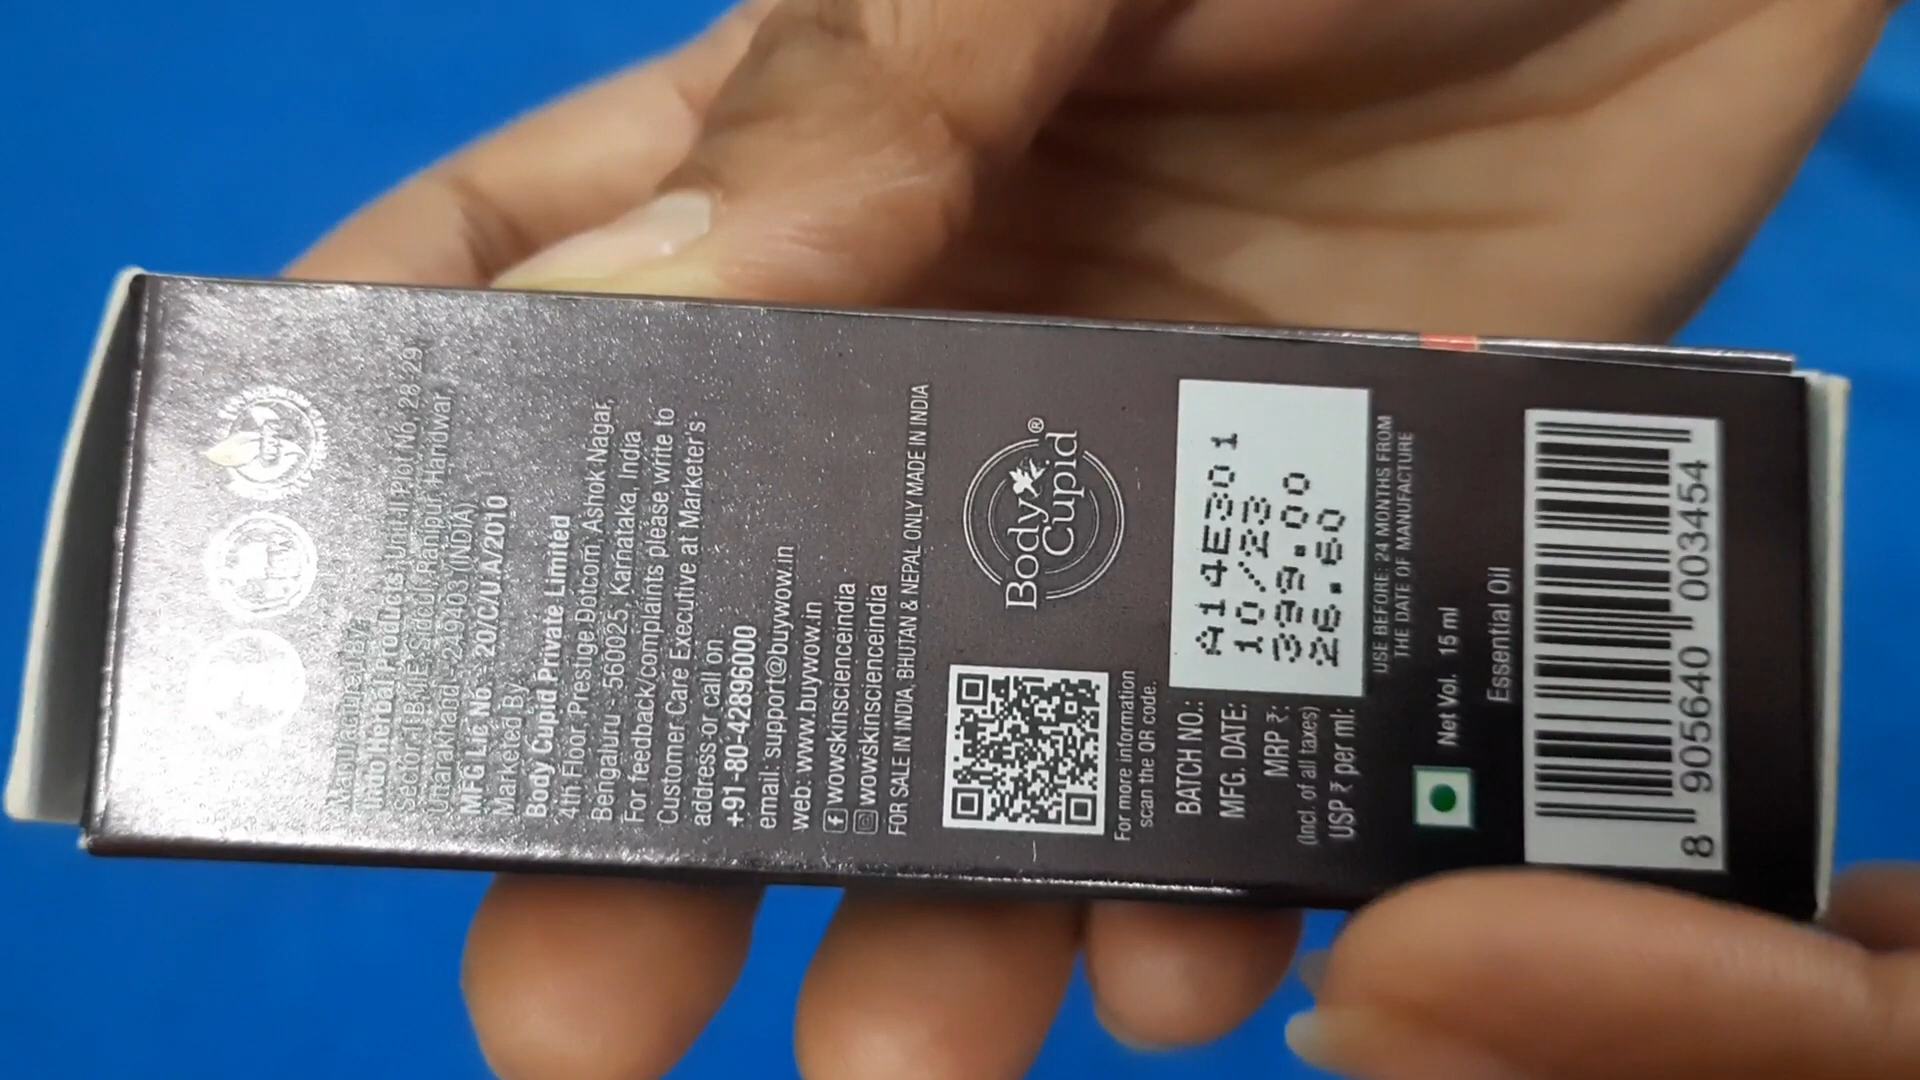 Manufactured By:
Indo Herbal Products Unit-II Plot No. 28, 29,
Sector-1B, IIE, Sidcul, Ranipur, Haridwar,
Uttarakhand -249403 (INDIA)
MFG Lic No. - 20/C/U.A/2010
Marketed By
Body Cupid Private Limited
4th Floor, Prestige Dotcom, Ashok Nagar,
Bengaluru - 560025, Karnataka, India
For feedback/complaints please write to
Customer Care Executive at Marketer's
address or call on
+91-80-42896000
email: support@buywow.in
web: www.buywow.in
wowskinscienceindia
wowskinscienceindia
FOR SALE IN INDIA, BHUTAN & NEPAL ONLY MADE IN INDIA
Body
Cupid®
For more information
scan the QR code.
BATCH NO.: A14E301
MFG. DATE: 10/23
MRP ₹: 399.00
(Incl. of all taxes)
USP ₹ per ml: 26.60
USE BEFORE: 24 MONTHS FROM
THE DATE OF MANUFACTURE
Net Vol. 15 ml
Essential Oil
8 905640 003454